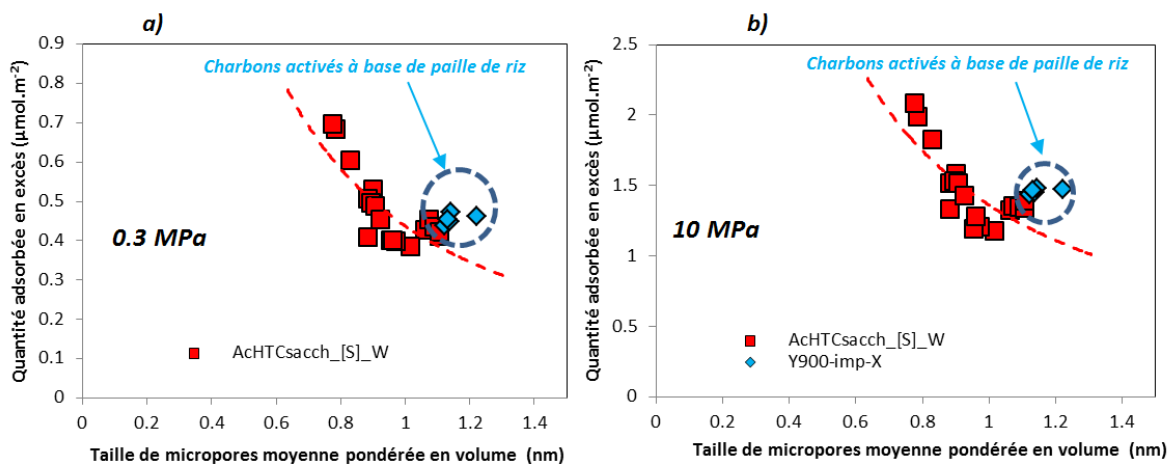 a)
Quantité adsorbée en excès (µmol.m-2)
0.9
0.8
0.7
0.6
0.5
0.4
0.3
0.2
0.1
0
Charbons activés à base de paille de riz
0.3 MPa
AcHTCsacch_[S]_W
0 0.2 0.4 0.6 0.8 1 1.2 1.4
Taille de micropores moyenne pondérée en volume (nm)
b)
Quantité adsorbée en excès (µmol.m-2)
2.5
2
1.5
1
0.5
0
Charbons activés à base de paille de riz
10 MPa
AcHTCsacch_[S]_W
Y900-imp-X
0 0.2 0.4 0.6 0.8 1 1.2 1.4
Taille de micropores moyenne pondérée en volume (nm)